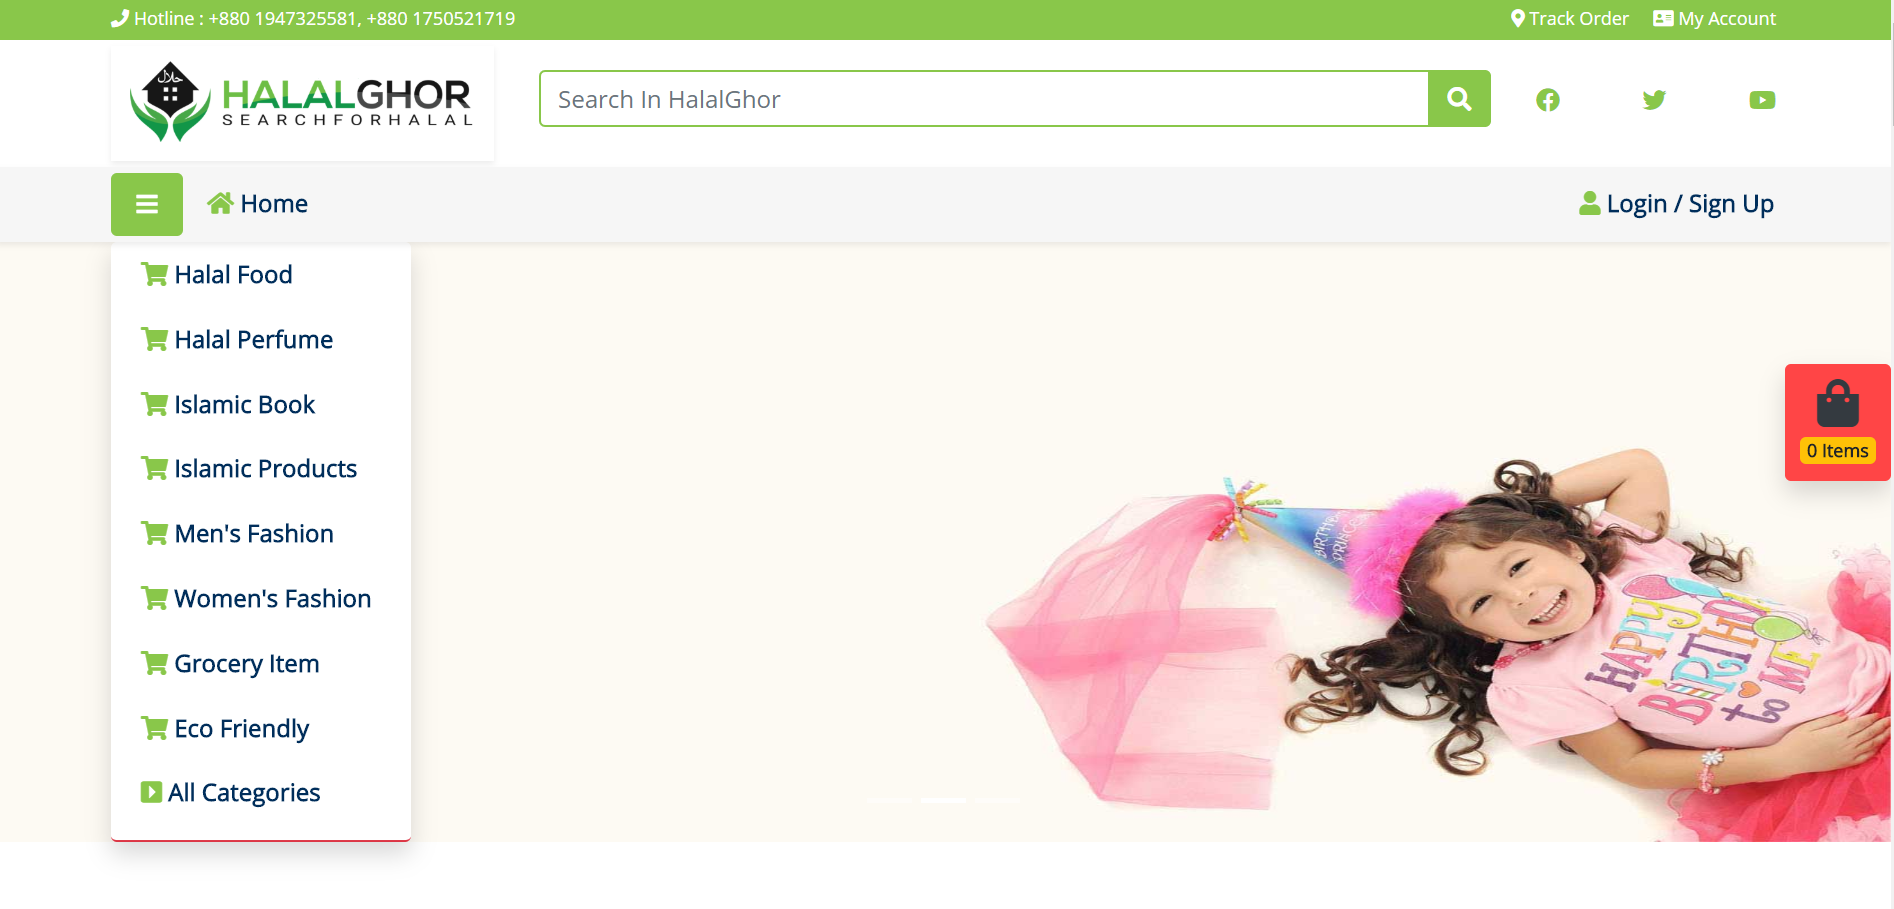 Hotline : +880 1947325581, +880 1750521719
Track Order
My Account
حلال
HALALGHOR
SEARCHFORHALAL
Search In HalalGhor
Home
Login / Sign Up
Halal Food
Halal Perfume
Islamic Book
Islamic Products
Men's Fashion
Women's Fashion
Grocery Item
Eco Friendly
All Categories
0 Items
BIRTHDAY
PRINCESS
HAPPY
BIRTHDAY
to ME